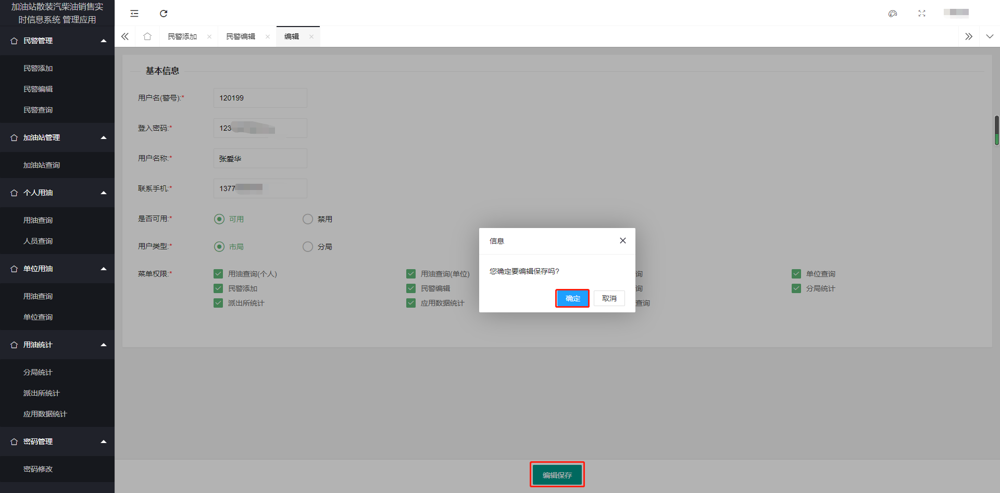 加油站散装汽柴油销售实
时信息系统 管理应用
民警管理
民警添加
民警编辑
民警查询
加油站管理
加油站查询
个人用油
用油查询
人员查询
单位用油
用油查询
单位查询
用油统计
分局统计
派出所统计
应用数据统计
密码管理
密码修改
民警添加
民警编辑
编辑
基本信息
用户名(警号):* 120199
登入密码:* 123
用户名称:* 张爱华
联系手机:* 1377
是否可用:* 可用 禁用
用户类型:* 市局 分局
菜单权限:* 用油查询(个人) 用油查询(单位) 询 单位查询
民警添加 民警编辑 询 分局统计
派出所统计 应用数据统计 查询
信息
您确定要编辑保存吗?
确定 取消
编辑保存